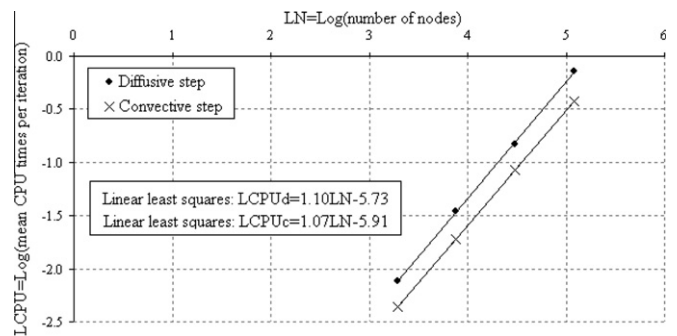 LN=Log(number of nodes)
0 1 2 3 4 5 6
LCPU=Log(mean CPU times per iteration)
0.0
-0.5
-1.0
-1.5
-2.0
-2.5
Diffusive step
Convective step
Linear least squares: LCPUd=1.10LN-5.73
Linear least squares: LCPUc=1.07LN-5.91